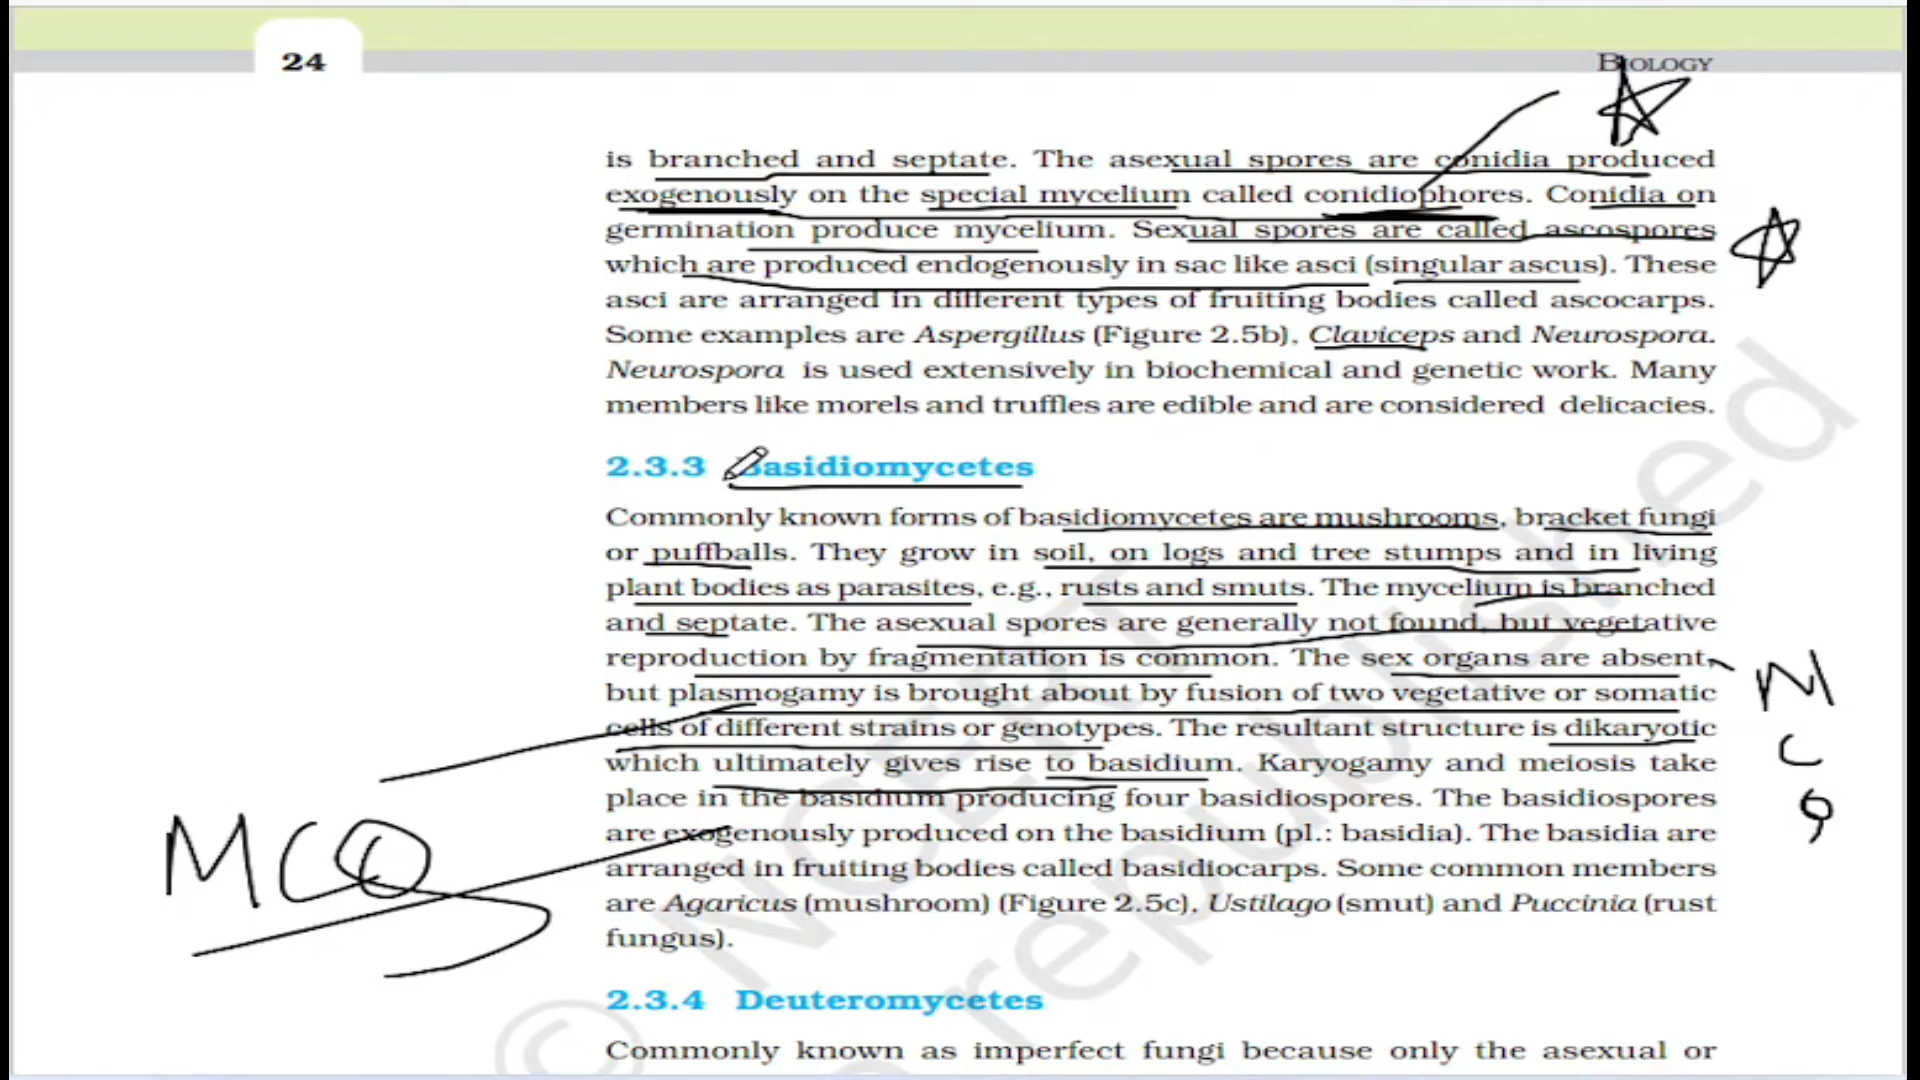 24
BIOLOGY
is branched and septate. The asexual spores are conidia produced
exogenously on the special mycelium called conidiophores. Conidia on
germination produce mycelium. Sexual spores are called ascospores
which are produced endogenously in sac like asci (singular ascus). These
asci are arranged in different types of fruiting bodies called ascocarps.
Some examples are Aspergillus (Figure 2.5b), Claviceps and Neurospora.
Neurospora is used extensively in biochemical and genetic work. Many
members like morels and truffles are edible and are considered delicacies.
2.3.3 Basidiomycetes
Commonly known forms of basidiomycetes are mushrooms, bracket fungi
or puffballs. They grow in soil, on logs and tree stumps and in living
plant bodies as parasites, e.g., rusts and smuts. The mycelium is branched
and septate. The asexual spores are generally not found, but vegetative
reproduction by fragmentation is common. The sex organs are absent,
but plasmogamy is brought about by fusion of two vegetative or somatic
cells of different strains or genotypes. The resultant structure is dikaryotic
which ultimately gives rise to basidium. Karyogamy and meiosis take
place in the basidium producing four basidiospores. The basidiospores
are exogenously produced on the basidium (pl.: basidia). The basidia are
arranged in fruiting bodies called basidiocarps. Some common members
are Agaricus (mushroom) (Figure 2.5c), Ustilago (smut) and Puccinia (rust
fungus).
2.3.4 Deuteromycetes
Commonly known as imperfect fungi because only the asexual or
MCQ
M
C
Q
© NCERT
republished